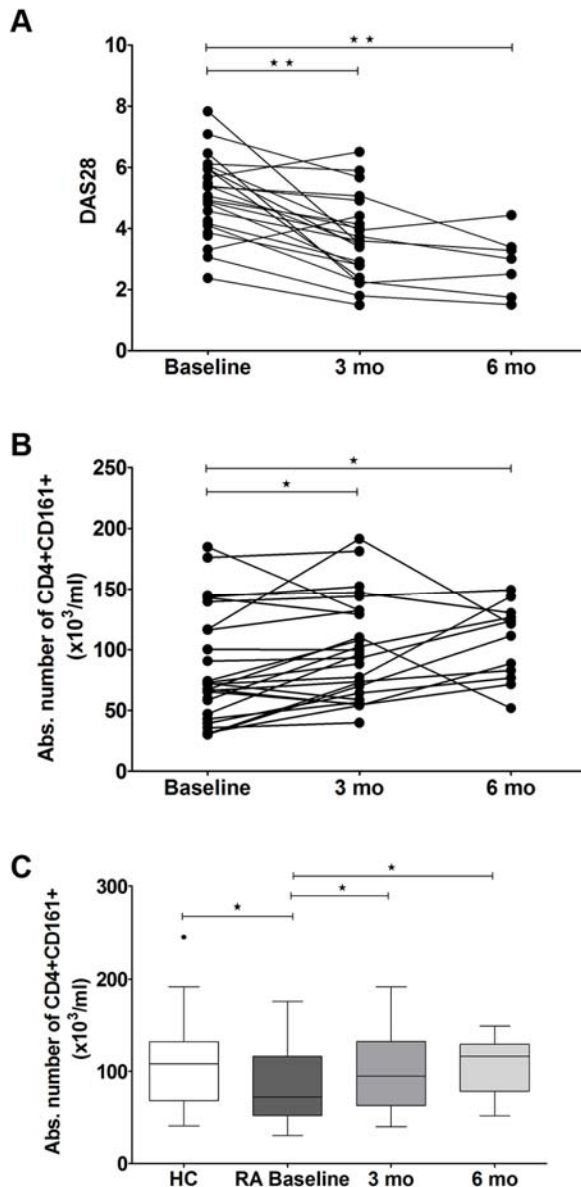 A
★ ★
★ ★
10
8
6
4
2
0
DAS28
Baseline 3 mo 6 mo
B
★
★
250
200
150
100
50
0
Abs. number of CD4+CD161+
(x10³/ml)
Baseline 3 mo 6 mo
C
★
★
★
300
200
100
0
Abs. number of CD4+CD161+
(x10³/ml)
HC RA Baseline 3 mo 6 mo